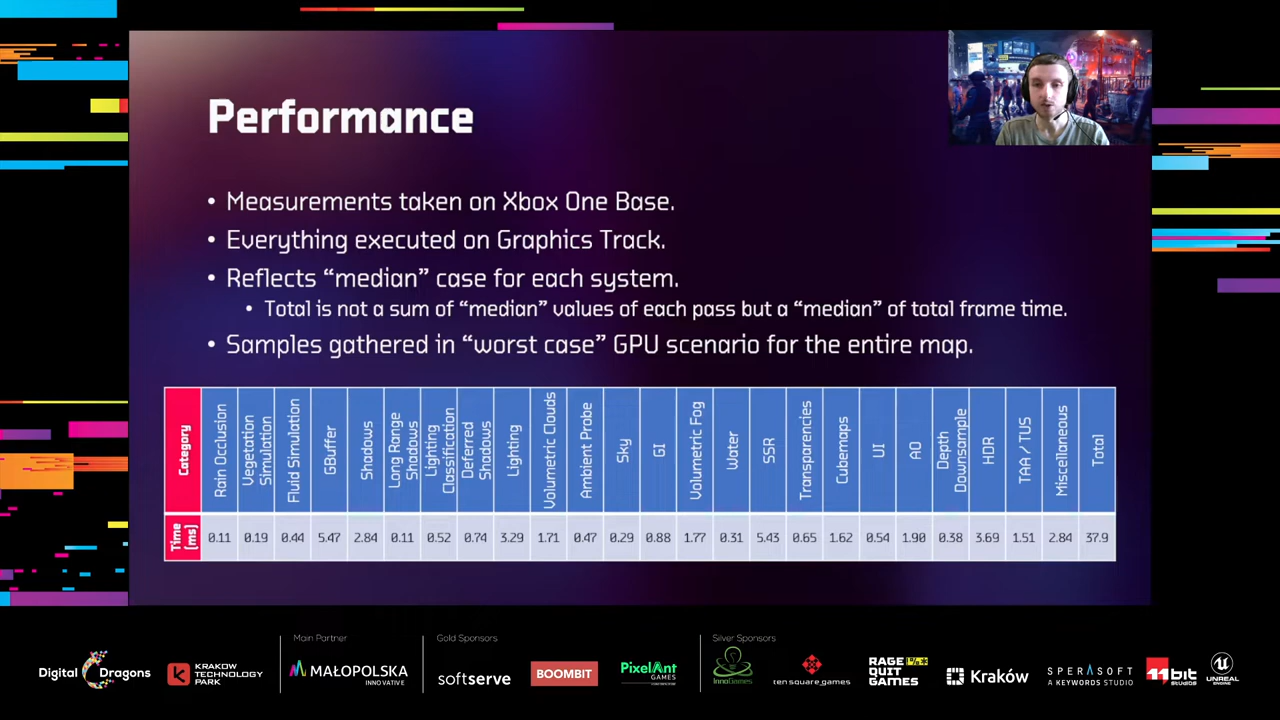 Performance
• Measurements taken on Xbox One Base.
• Everything executed on Graphics Track.
• Reflects “median” case for each system.
• Total is not a sum of “median” values of each pass but a “median” of total frame time.
• Samples gathered in “worst case” GPU scenario for the entire map.
Category
Rain Occlusion
Vegetation
Simulation
Fluid Simulation
GBuffer
Shadows
Long Range
Shadows
Lighting
Classification
Deferred
Shadows
Lighting
Volumetric Clouds
Ambient Probe
Sky
GI
Volumetric Fog
Water
SSR
Transparencies
Cubemaps
UI
AO
Depth
Downsample
HDR
TAA / TUS
Miscellaneous
Total
Time
(ms)
0.11 0.19 0.44 5.47 2.84 0.11 0.52 0.74 3.29 1.71 0.47 0.29 0.88 1.77 0.31 5.43 0.65 1.62 0.54 1.90 0.38 3.69 1.51 2.84 37.9
Main Partner
Gold Sponsors
Silver Sponsors
Digital Dragons
KRAKOW
TECHNOLOGY
PARK
MAŁOPOLSKA
INNOVATIVE
softserve
BOOMBIT
PixelAnt
GAMES
InnoGames
ten square games
RAGE
QUIT
GAMES
Kraków
SPERASOFT
A KEYWORDS STUDIO
11 bit
studios
UNREAL
ENGINE